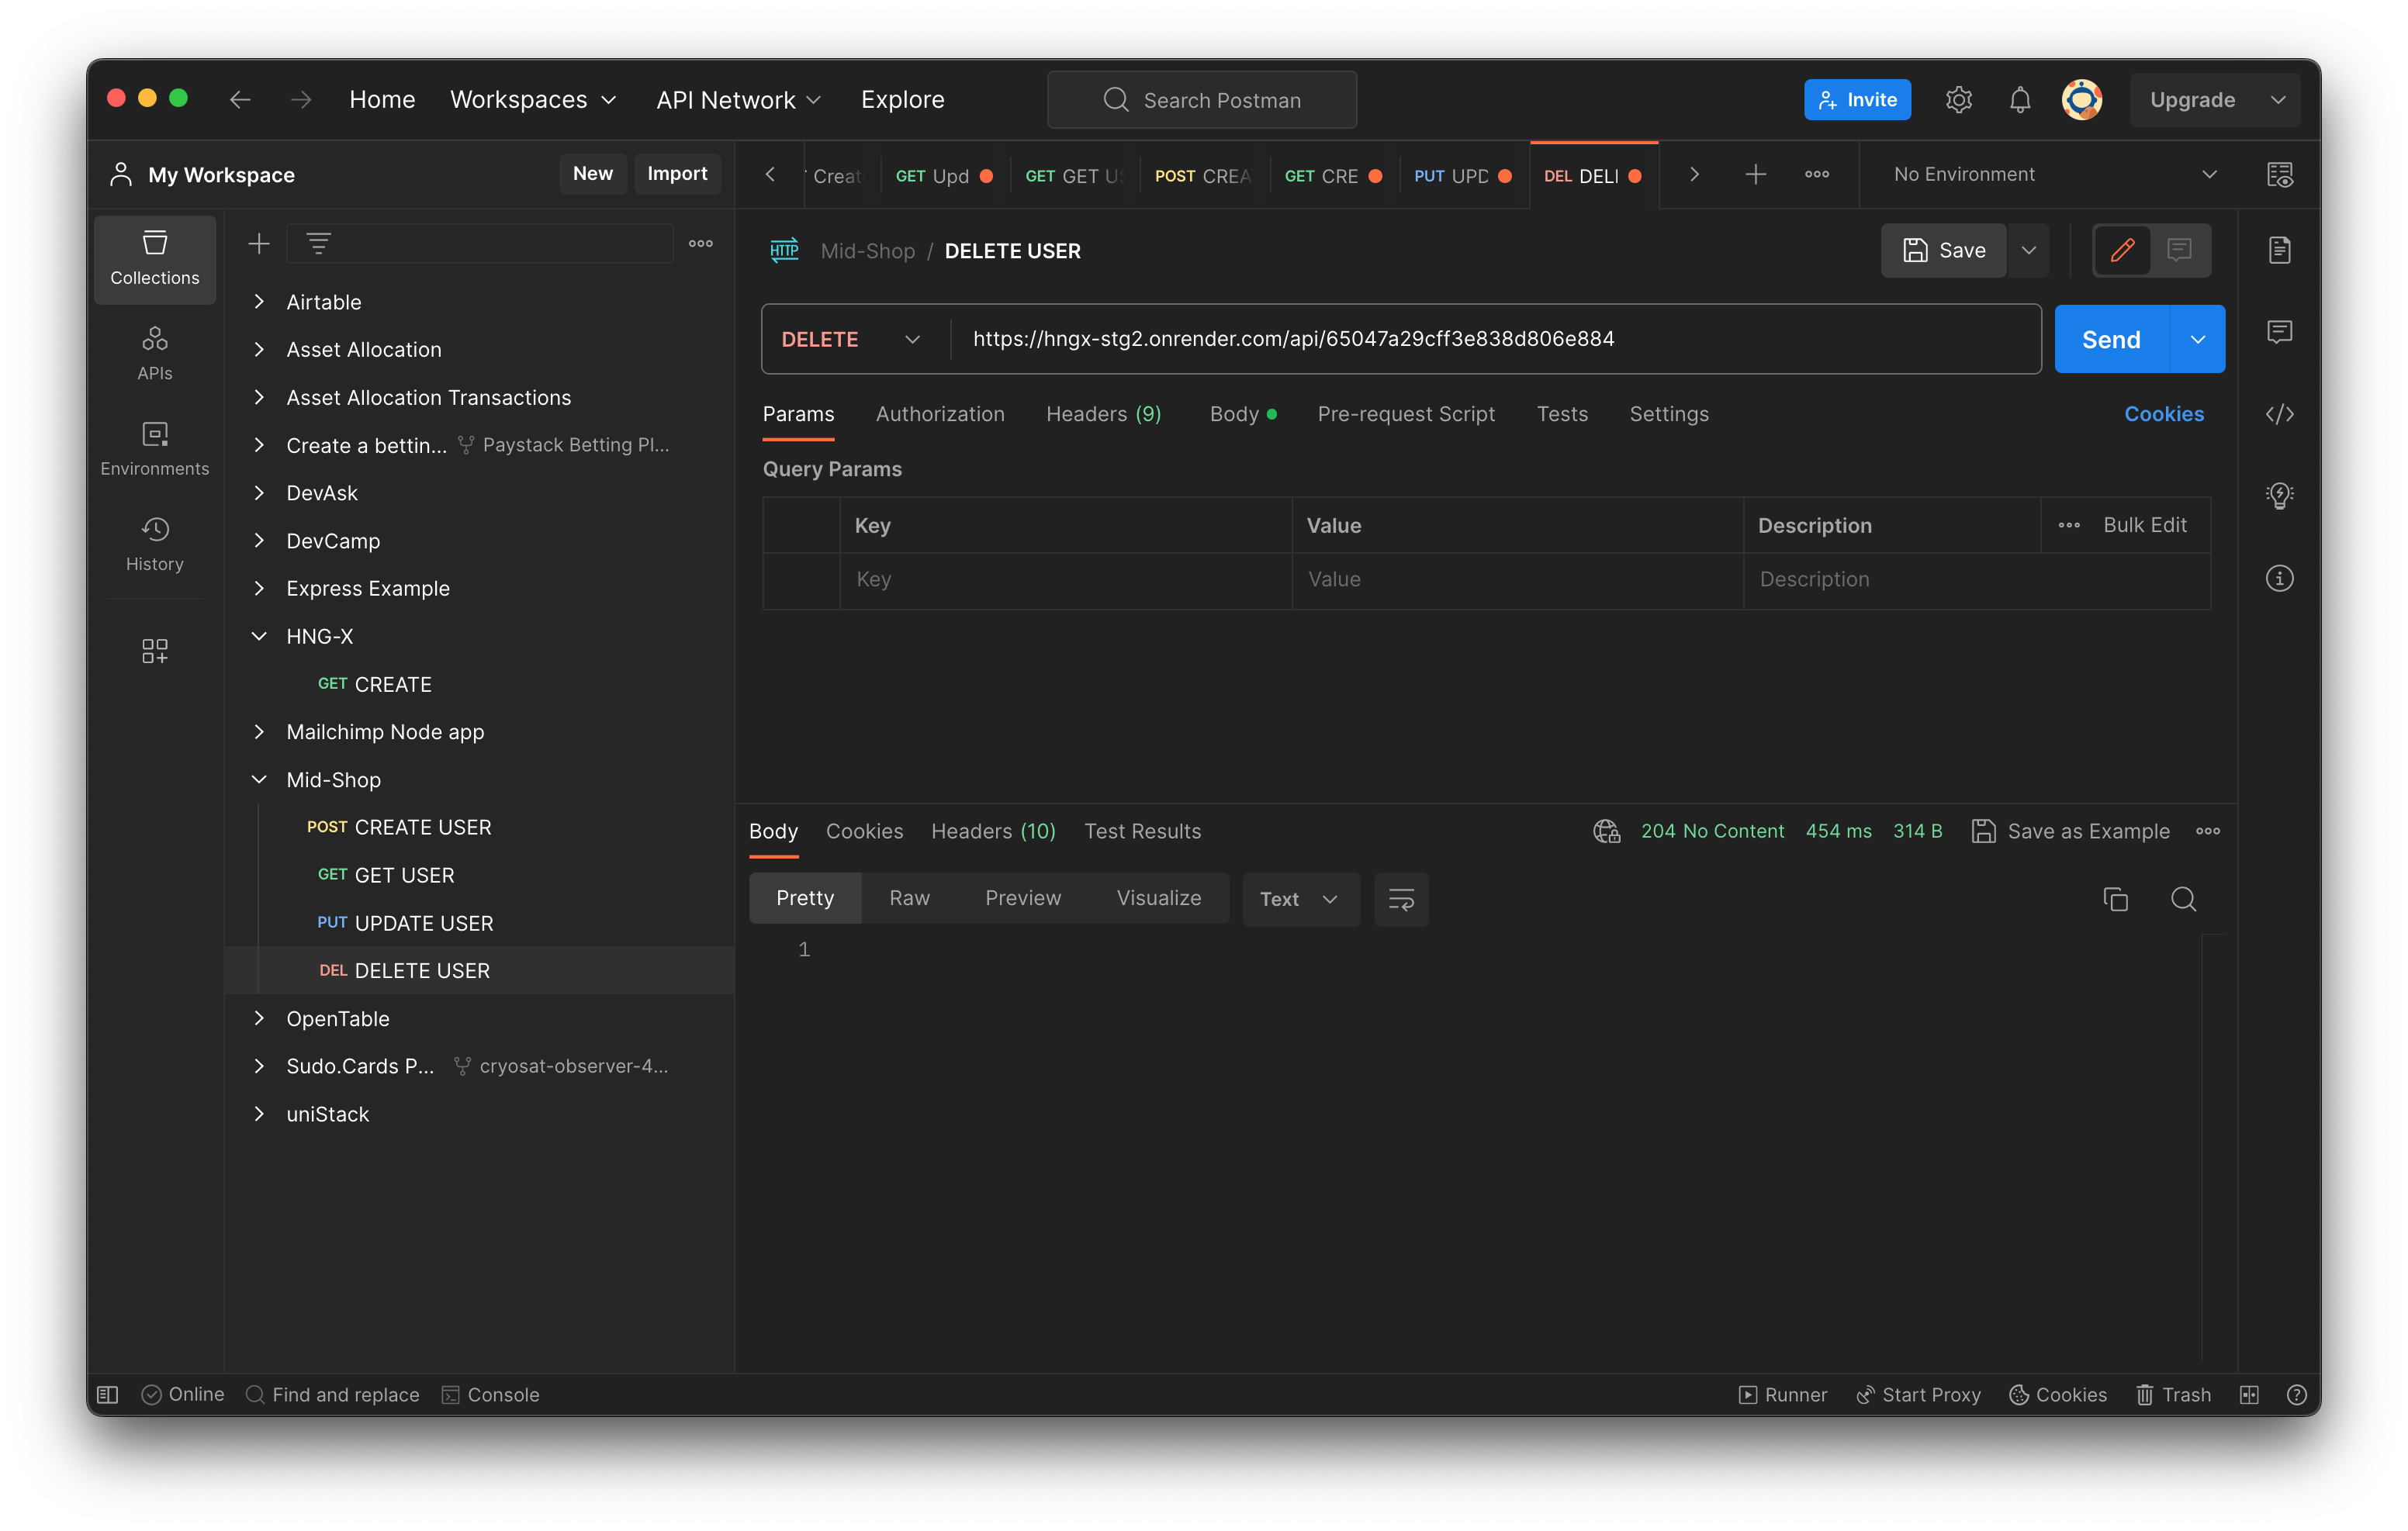 Home Workspaces API Network Explore Search Postman Invite Upgrade
My Workspace New Import
Creat GET Upd GET GET US POST CREA GET CRE PUT UPD DEL DELI No Environment
Collections
APIs
Environments
History
Airtable
Asset Allocation
Asset Allocation Transactions
Create a bettin... Paystack Betting Pl...
DevAsk
DevCamp
Express Example
HNG-X
GET CREATE
Mailchimp Node app
Mid-Shop
POST CREATE USER
GET GET USER
PUT UPDATE USER
DEL DELETE USER
OpenTable
Sudo.Cards P... cryosat-observer-4...
uniStack
HTTP Mid-Shop / DELETE USER Save
DELETE https://hngx-stg2.onrender.com/api/65047a29cff3e838d806e884 Send
Params Authorization Headers (9) Body Pre-request Script Tests Settings Cookies
Query Params
Key Value Description Bulk Edit
Key Value Description
Body Cookies Headers (10) Test Results 204 No Content 454 ms 314 B Save as Example
Pretty Raw Preview Visualize Text
1
Online Find and replace Console Runner Start Proxy Cookies Trash